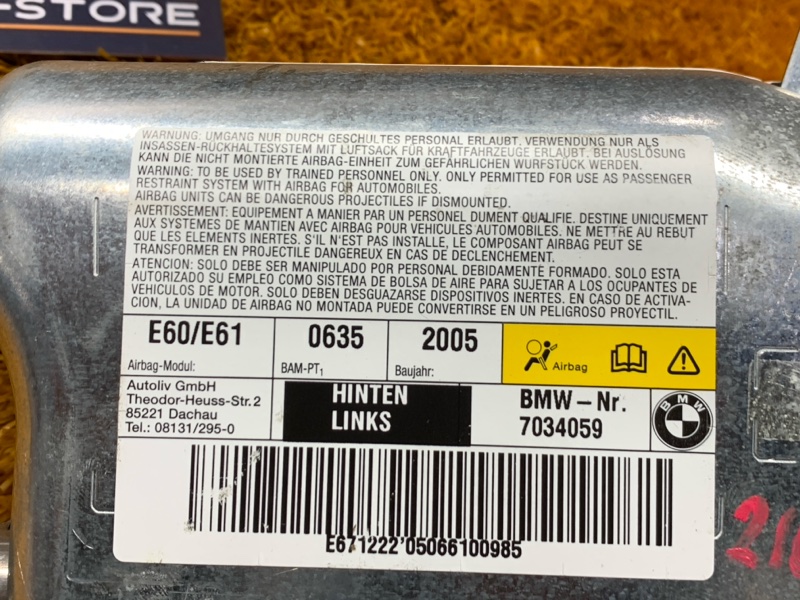 -STORE
WARNUNG: UMGANG NUR DURCH GESCHULTES PERSONAL ERLAUBT. VERWENDUNG NUR ALS
INSASSEN-RÜCKHALTESYSTEM MIT LUFTSACK FÜR KRAFTFAHRZEUGE ERLAUBT. BEI AUSLÖSUNG
KANN DIE NICHT MONTIERTE AIRBAG-EINHEIT ZUM GEFÄHRLICHEN WURFSTÜCK WERDEN.
WARNING: TO BE USED BY TRAINED PERSONNEL ONLY. ONLY PERMITTED FOR USE AS PASSENGER
RESTRAINT SYSTEM WITH AIRBAG FOR AUTOMOBILES.
AIRBAG UNITS CAN BE DANGEROUS PROJECTILES IF DISMOUNTED.
AVERTISSEMENT: EQUIPEMENT A MANIER PAR UN PERSONEL DUMENT QUALIFIE. DESTINE UNIQUEMENT
AUX SYSTEMES DE MANTIEN AVEC AIRBAG POUR VEHICULES AUTOMOBILES. NE METTRE AU REBUT
QUE LES ELEMENTS INERTES. S'IL N'EST PAS INSTALLE, LE COMPOSANT AIRBAG PEUT SE
TRANSFORMER EN PROJECTILE DANGEREUX EN CAS DE DECLENCHEMENT.
ATENCION: SOLO DEBE SER MANIPULADO POR PERSONAL DEBIDAMENTE FORMADO. SOLO ESTA
AUTORIZADO SU EMPLEO COMO SISTEMA DE BOLSA DE AIRE PARA SUJETAR A LOS OCUPANTES DE
VEHICULOS DE MOTOR. SOLO DEBEN DESGUAZARSE DISPOSITIVOS INERTES. EN CASO DE ACTIVA-
CION, LA UNIDAD DE AIRBAG NO MONTADA PUEDE CONVERTIRSE EN UN PELIGROSO PROYECTIL.
E60/E61 0635 2005
Airbag-Modul: BAM-PT1 Baujahr: Airbag
Autoliv GmbH
Theodor-Heuss-Str.2
85221 Dachau
Tel.: 08131/295-0
HINTEN
LINKS
BMW-Nr.
7034059
BMW
E671222'05066100985